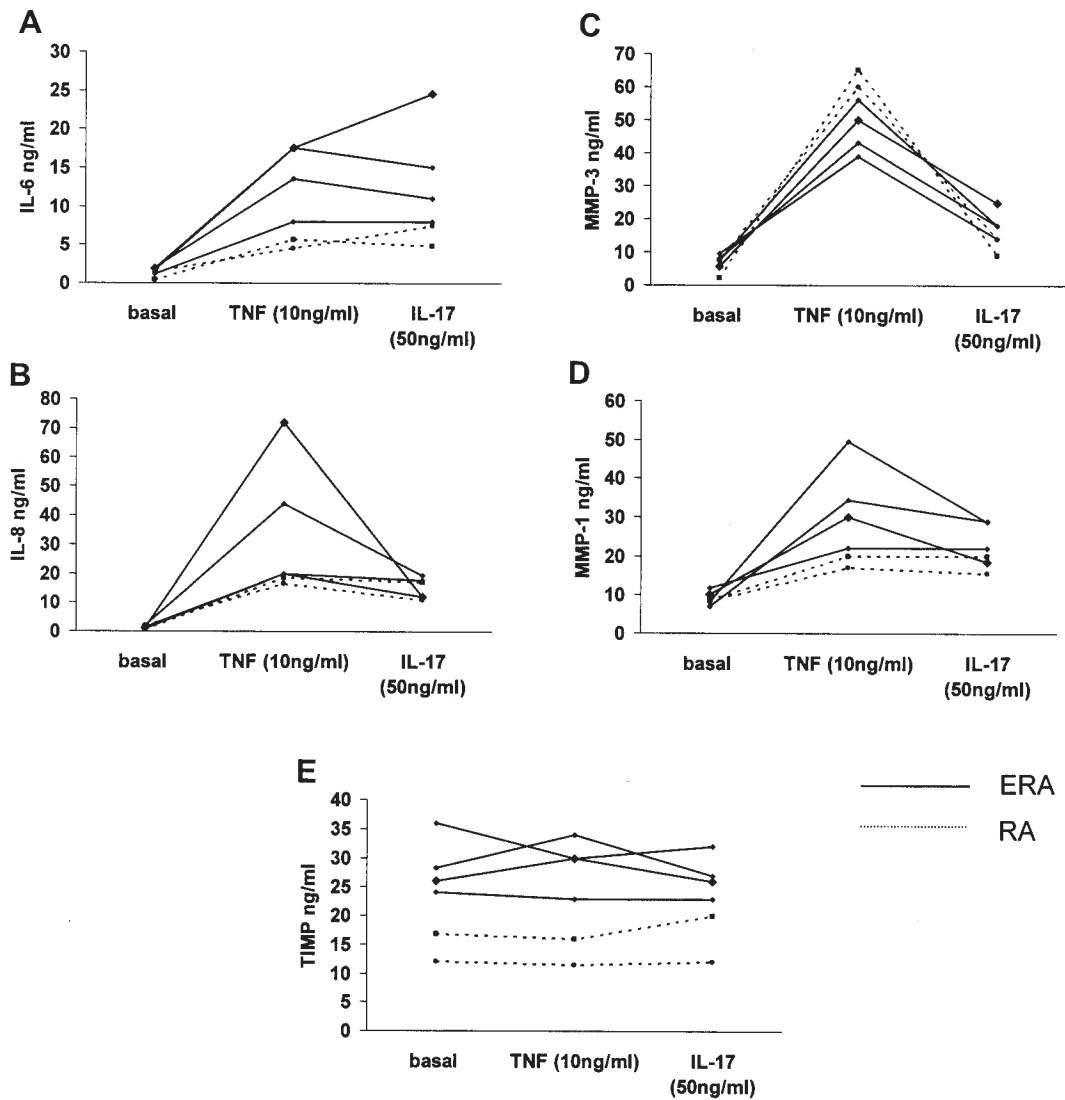 A
IL-6 ng/ml
30
25
20
15
10
5
0
basal
TNF (10ng/ml)
IL-17
(50ng/ml)
C
MMP-3 ng/ml
70
60
50
40
30
20
10
0
basal
TNF (10ng/ml)
IL-17
(50ng/ml)
B
IL-8 ng/ml
80
70
60
50
40
30
20
10
0
basal
TNF (10ng/ml)
IL-17
(50ng/ml)
D
MMP-1 ng/ml
60
50
40
30
20
10
0
basal
TNF (10ng/ml)
IL-17
(50ng/ml)
E
TIMP ng/ml
40
35
30
25
20
15
10
5
0
basal
TNF (10ng/ml)
IL-17
(50ng/ml)
ERA
RA